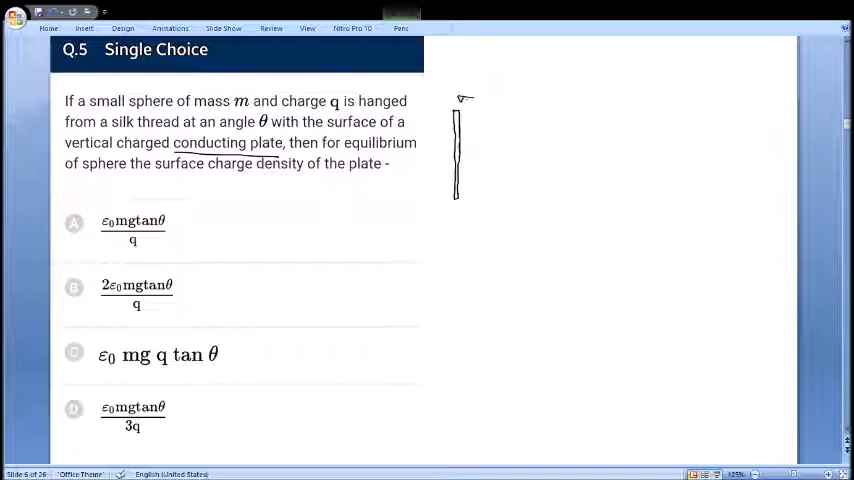 Home
Insert
Design
Animations
Slide Show
Review
View
Nitro Pro 10
Pens
Q.5 Single Choice
If a small sphere of mass m and charge q is hanged
from a silk thread at an angle θ with the surface of a
vertical charged conducting plate, then for equilibrium
of sphere the surface charge density of the plate -
σ
A
ε₀mgtanθ
q
B
2ε₀mgtanθ
q
C
ε₀ mg q tan θ
D
ε₀mgtanθ
3q
Slide 6 of 26
"Office Theme"
English (United States)
125%